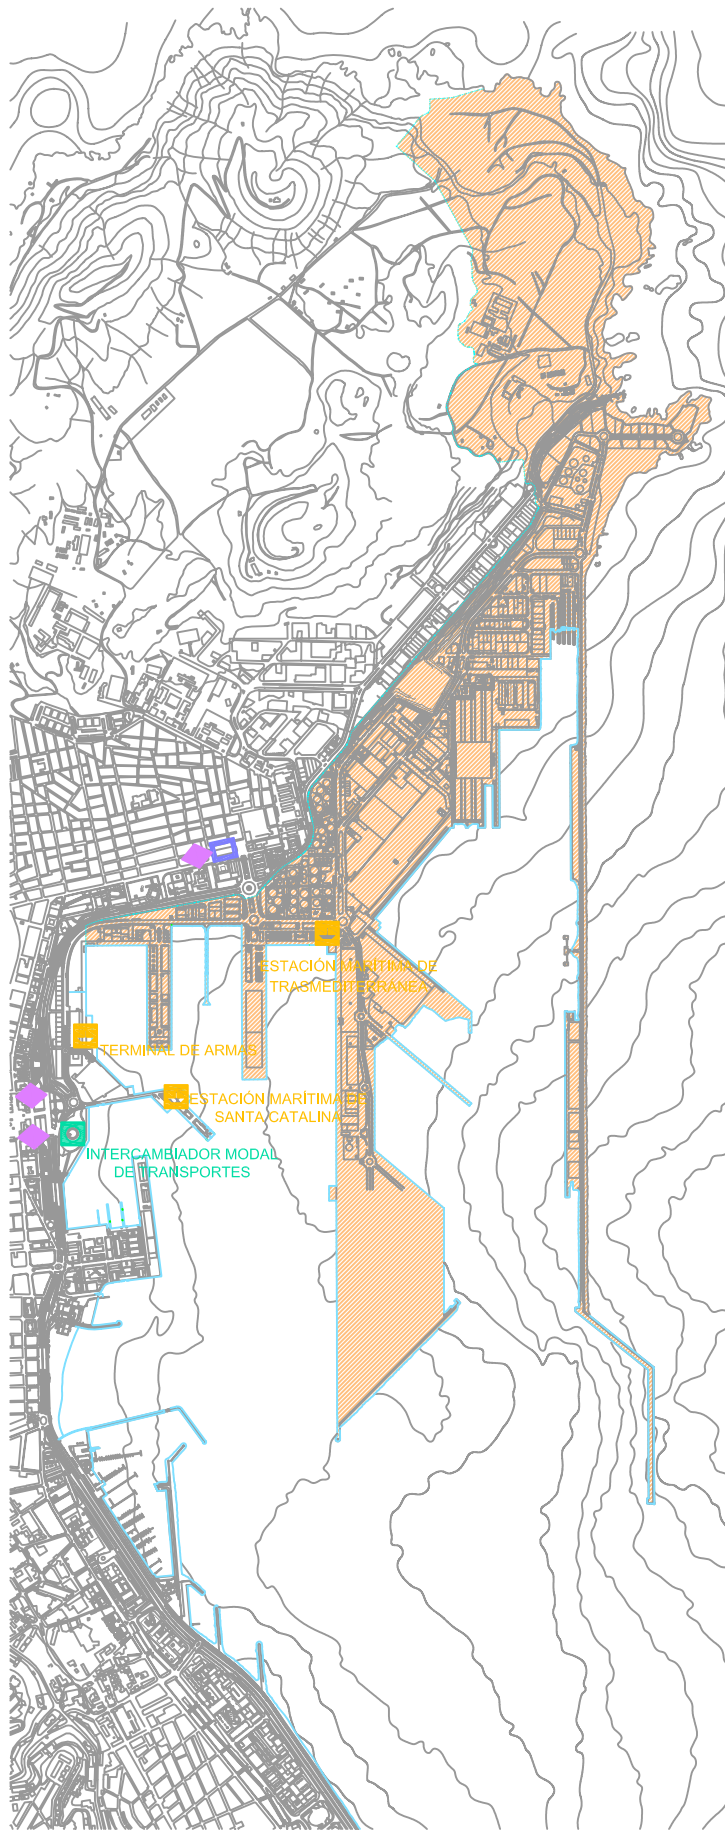 ESTACIÓN MARÍTIMA DE
TRASMEDITERRÁNEA
TERMINAL DE ARMAS
ESTACIÓN MARÍTIMA DE
SANTA CATALINA
INTERCAMBIADOR MODAL
DE TRANSPORTES